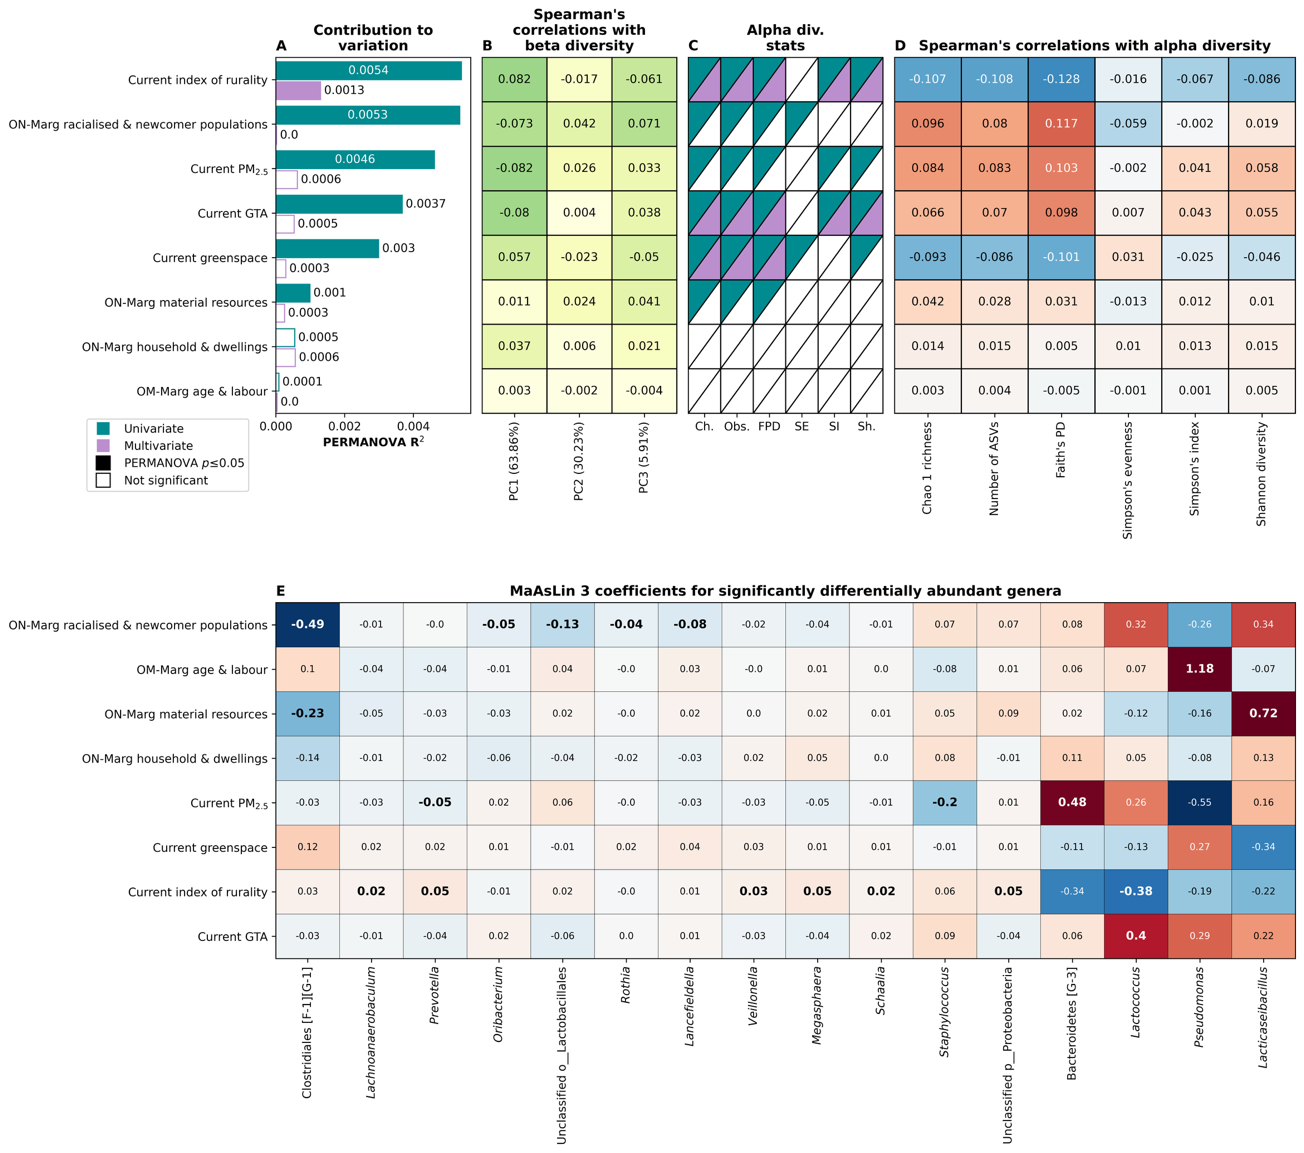 A
Contribution to
variation
B
Spearman's
correlations with
beta diversity
C
Alpha div.
stats
D
Spearman's correlations with alpha diversity
Current index of rurality
0.0054
0.0013
0.082 -0.017 -0.061
-0.107 -0.108 -0.128 -0.016 -0.067 -0.086
ON-Marg racialised & newcomer populations
0.0053
0.0
-0.073 0.042 0.071
0.096 0.08 0.117 -0.059 -0.002 0.019
Current PM2.5
0.0046
0.0006
-0.082 0.026 0.033
0.084 0.083 0.103 -0.002 0.041 0.058
Current GTA
0.0037
0.0005
-0.08 0.004 0.038
0.066 0.07 0.098 0.007 0.043 0.055
Current greenspace
0.003
0.0003
0.057 -0.023 -0.05
-0.093 -0.086 -0.101 0.031 -0.025 -0.046
ON-Marg material resources
0.001
0.0003
0.011 0.024 0.041
0.042 0.028 0.031 -0.013 0.012 0.01
ON-Marg household & dwellings
0.0005
0.0006
0.037 0.006 0.021
0.014 0.015 0.005 0.01 0.013 0.015
OM-Marg age & labour
0.0001
0.0
0.003 -0.002 -0.004
0.003 0.004 -0.005 -0.001 0.001 0.005
0.000 0.002 0.004
PERMANOVA R2
PC1 (63.86%)
PC2 (30.23%)
PC3 (5.91%)
Ch. Obs. FPD SE SI Sh.
Chao 1 richness
Number of ASVs
Faith's PD
Simpson's evenness
Simpson's index
Shannon diversity
Univariate
Multivariate
PERMANOVA p≤0.05
Not significant
E
MaAsLin 3 coefficients for significantly differentially abundant genera
ON-Marg racialised & newcomer populations
-0.49 -0.01 -0.0 -0.05 -0.13 -0.04 -0.08 -0.02 -0.04 -0.01 0.07 0.07 0.08 0.32 -0.26 0.34
OM-Marg age & labour
0.1 -0.04 -0.04 -0.01 0.04 -0.0 0.03 -0.0 0.01 0.0 -0.08 0.01 0.06 0.07 1.18 -0.07
ON-Marg material resources
-0.23 -0.05 -0.03 -0.03 0.02 -0.0 0.02 0.0 0.02 0.01 0.05 0.09 0.02 -0.12 -0.16 0.72
ON-Marg household & dwellings
-0.14 -0.01 -0.02 -0.06 -0.04 -0.02 -0.03 0.02 0.05 0.01 0.08 -0.01 0.11 0.05 -0.08 0.13
Current PM2.5
-0.03 -0.03 -0.05 0.02 0.06 -0.0 -0.03 -0.03 -0.05 -0.01 -0.2 0.01 0.48 0.26 -0.55 0.16
Current greenspace
0.12 0.02 0.02 0.01 -0.01 0.02 0.04 0.03 0.01 0.01 -0.01 0.01 -0.11 -0.13 0.27 -0.34
Current index of rurality
0.03 0.02 0.05 -0.01 0.02 -0.0 0.01 0.03 0.05 0.02 0.06 0.05 -0.34 -0.38 -0.19 -0.22
Current GTA
-0.03 -0.01 -0.04 0.02 -0.06 0.0 0.01 -0.03 -0.04 0.02 0.09 -0.04 0.06 0.4 0.29 0.22
Clostridiales [F-1][G-1]
Lachnoanaerobaculum
Prevotella
Oribacterium
Unclassified o__Lactobacillales
Rothia
Lancefieldella
Veillonella
Megasphaera
Schaalia
Staphylococcus
Unclassified p__Proteobacteria
Bacteroidetes [G-3]
Lactococcus
Pseudomonas
Lacticaseibacillus